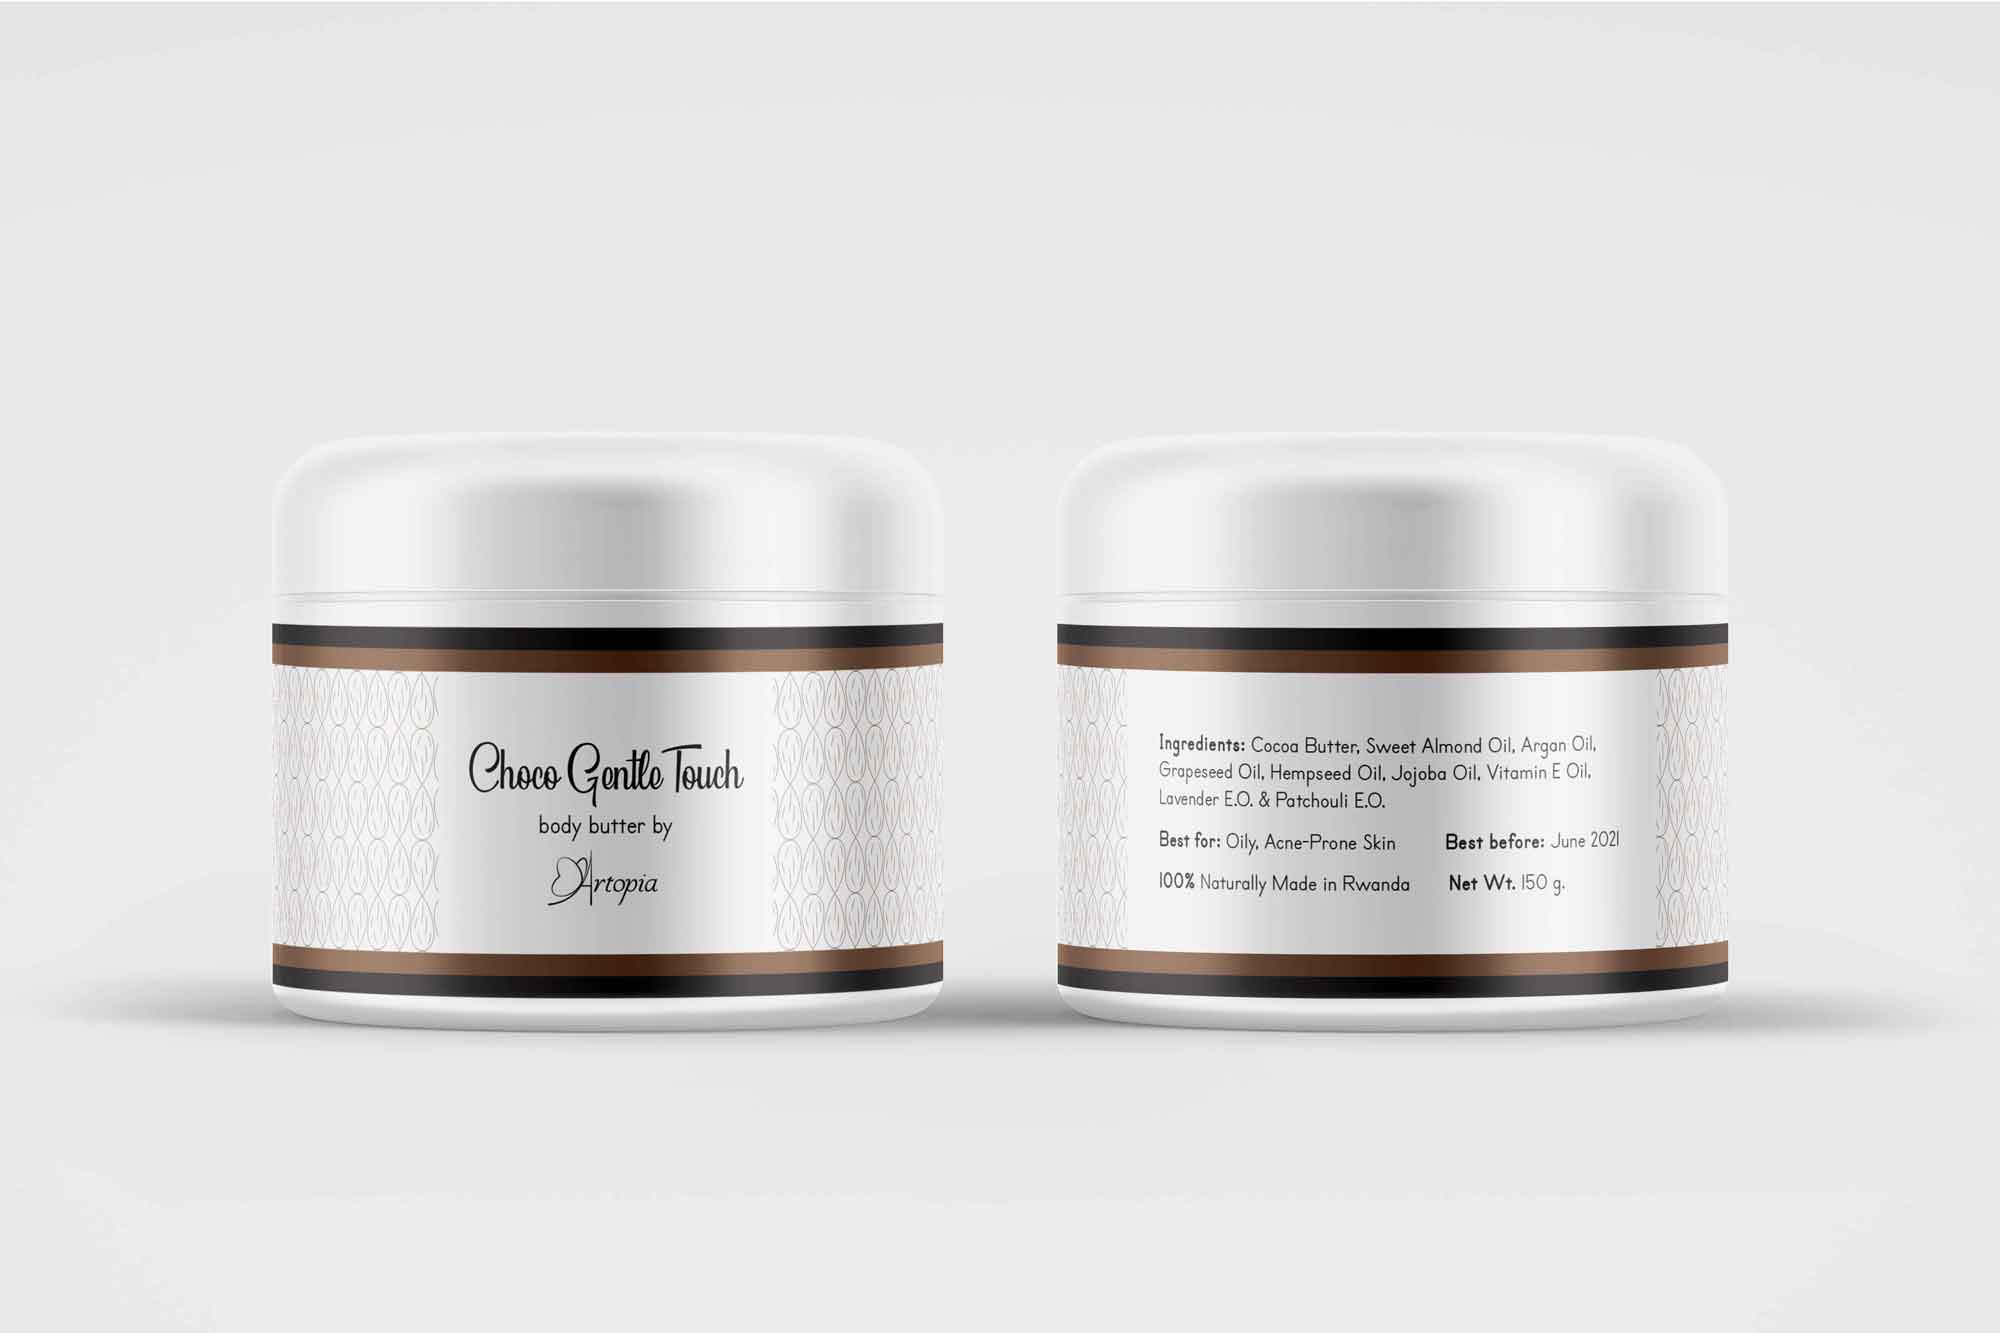 Choco Gentle Touch
body butter by
Artopia
Ingredients: Cocoa Butter, Sweet Almond Oil, Argan Oil,
Grapeseed Oil, Hempseed Oil, Jojoba Oil, Vitamin E Oil,
Lavender E.O. & Patchouli E.O.
Best for: Oily, Acne-Prone Skin
Best before: June 2021
100% Naturally Made in Rwanda
Net Wt. 150 g.